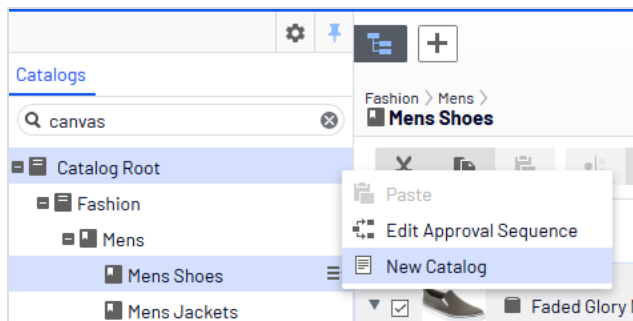 Catalogs
canvas
Catalog Root
Fashion
Mens
Mens Shoes
Mens Jackets
Fashion > Mens >
Mens Shoes
Paste
Edit Approval Sequence
New Catalog
Faded Glory